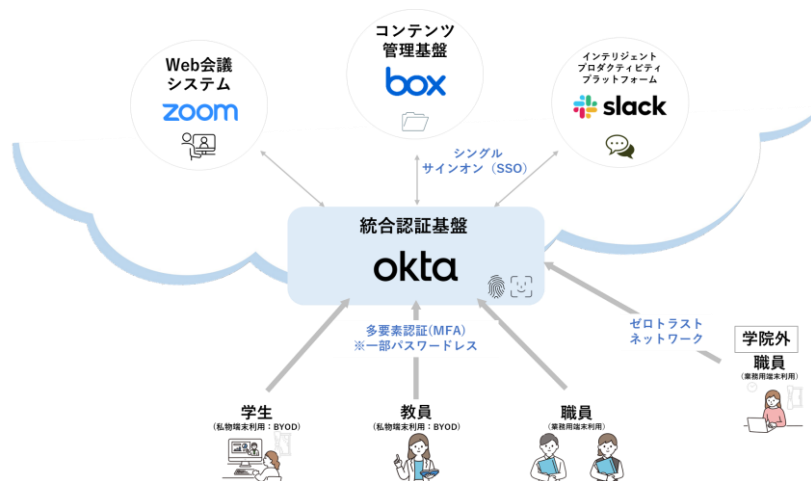 コンテンツ
管理基盤
box
Web会議
システム
zoom
インテリジェント
プロダクティビティ
プラットフォーム
slack
シングル
サインオン（SSO）
統合認証基盤
okta
多要素認証(MFA)
※一部パスワードレス
ゼロトラスト
ネットワーク
学院外
職員
（業務用端末利用）
学生
（私物端末利用：BYOD）
教員
（私物端末利用：BYOD）
職員
（業務用端末利用）